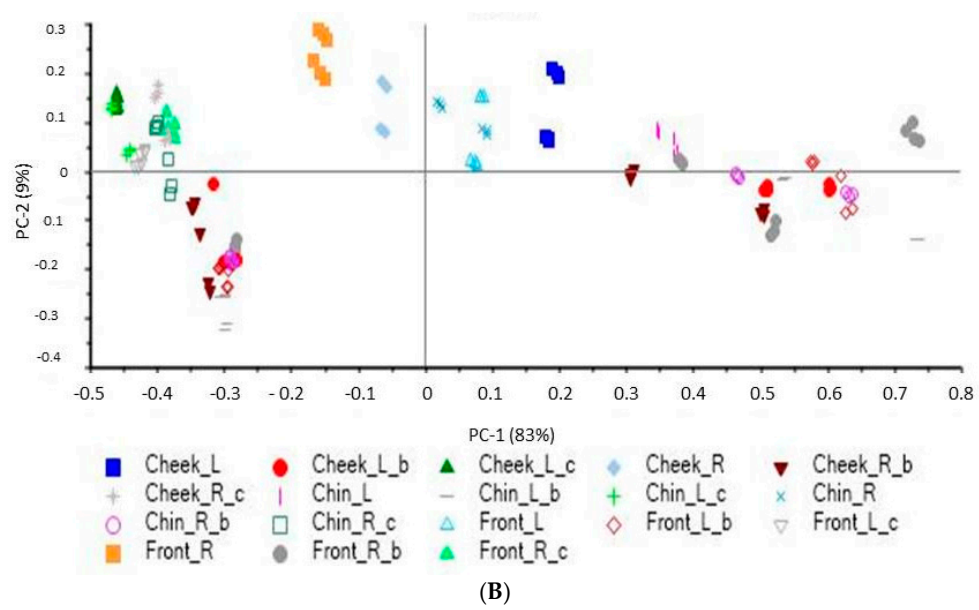 0.3
0.2
0.1
0
-0.1
-0.2
-0.3
-0.4
PC-2 (9%)
-0.5 -0.4 -0.3 - 0.2 -0.1 0 0.1 0.2 0.3 0.4 0.5 0.6 0.7 0.8
PC-1 (83%)
Cheek_L Cheek_L_b Cheek_L_c Cheek_R Cheek_R_b
Cheek_R_c Chin_L Chin_L_b Chin_L_c Chin_R
Chin_R_b Chin_R_c Front_L Front_L_b Front_L_c
Front_R Front_R_b Front_R_c
(B)